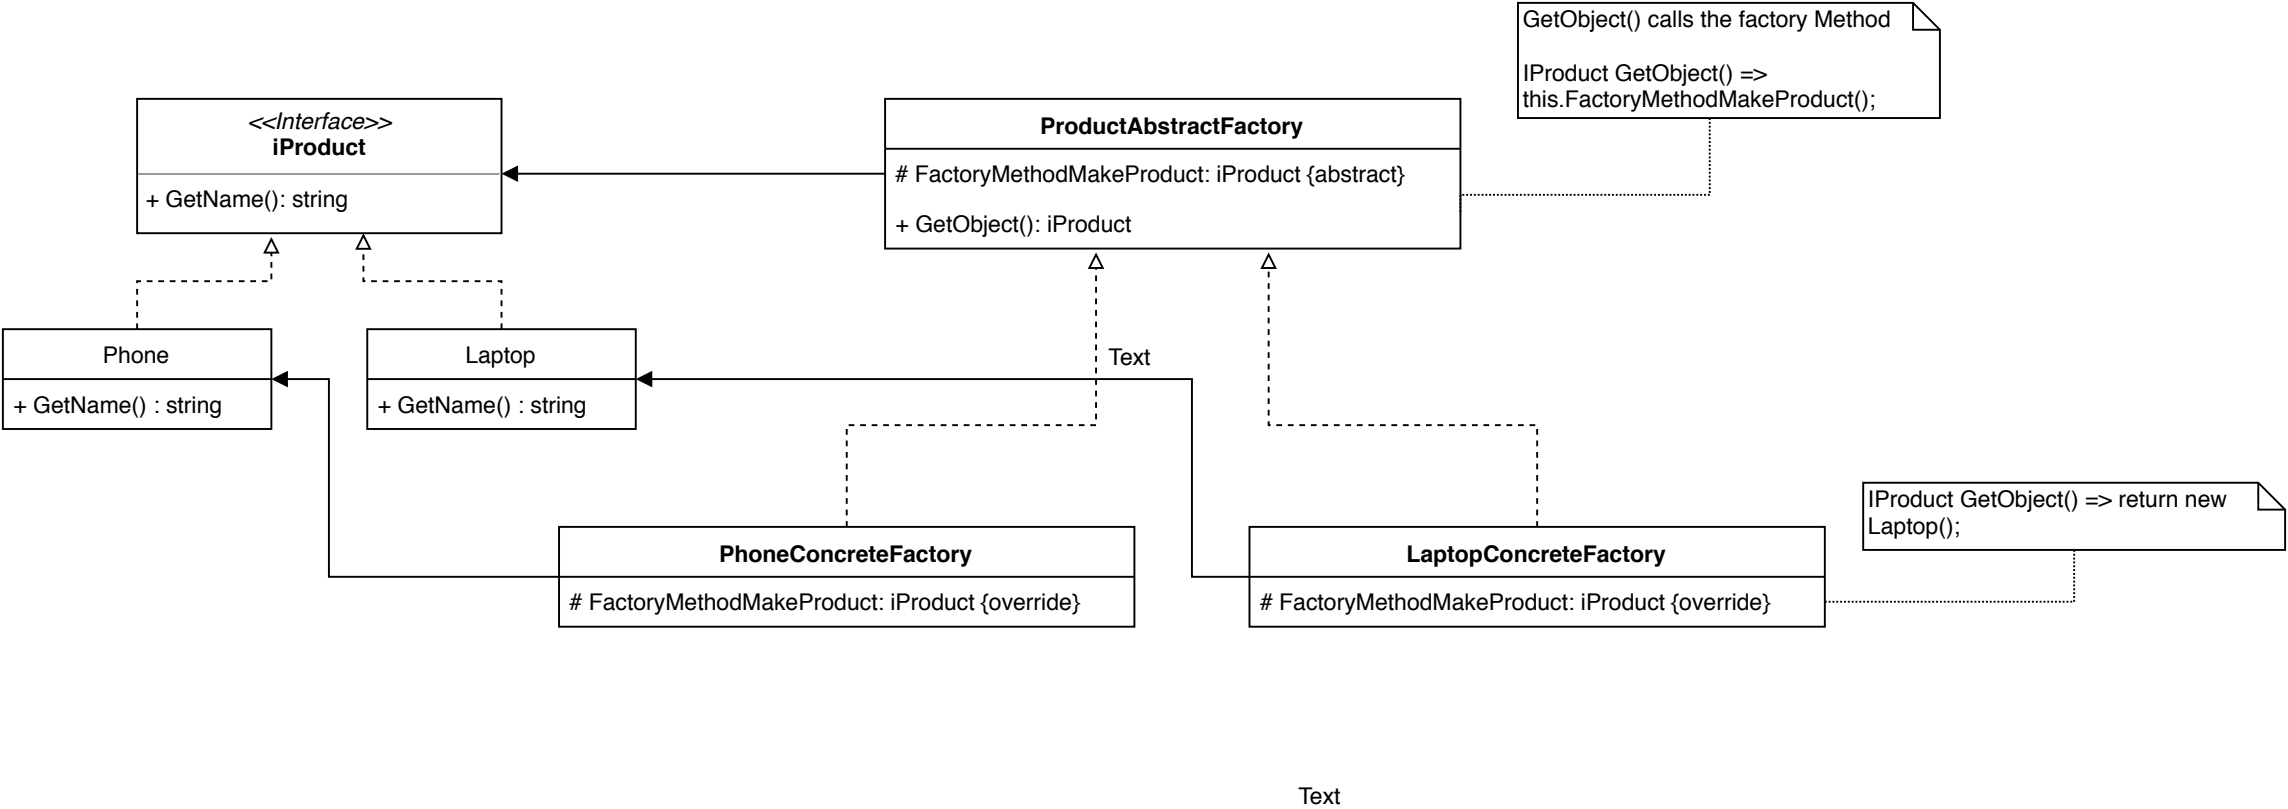 GetObject() calls the factory Method
IProduct GetObject() =>
this.FactoryMethodMakeProduct();
<<Interface>>
iProduct
+ GetName(): string
ProductAbstractFactory
# FactoryMethodMakeProduct: iProduct {abstract}
+ GetObject(): iProduct
Phone
+ GetName() : string
Laptop
+ GetName() : string
Text
PhoneConcreteFactory
# FactoryMethodMakeProduct: iProduct {override}
LaptopConcreteFactory
# FactoryMethodMakeProduct: iProduct {override}
IProduct GetObject() => return new
Laptop();
Text